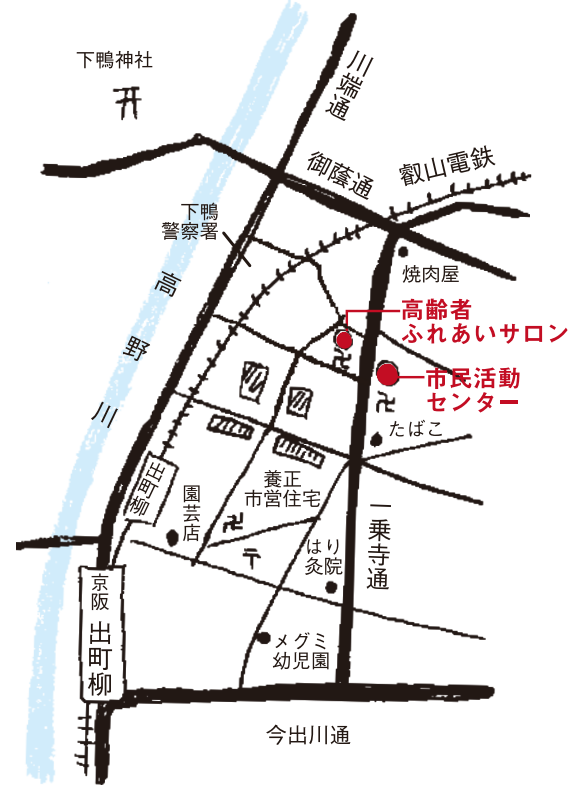 下鴨神社
川端通
御蔭通
叡山電鉄
下鴨
警察署
焼肉屋
高野川
高齢者
ふれあいサロン
市民活動
センター
たばこ
出町柳
園芸店
養正
市営住宅
一乗寺通
はり
灸院
京阪
出町柳
メグミ
幼児園
今出川通